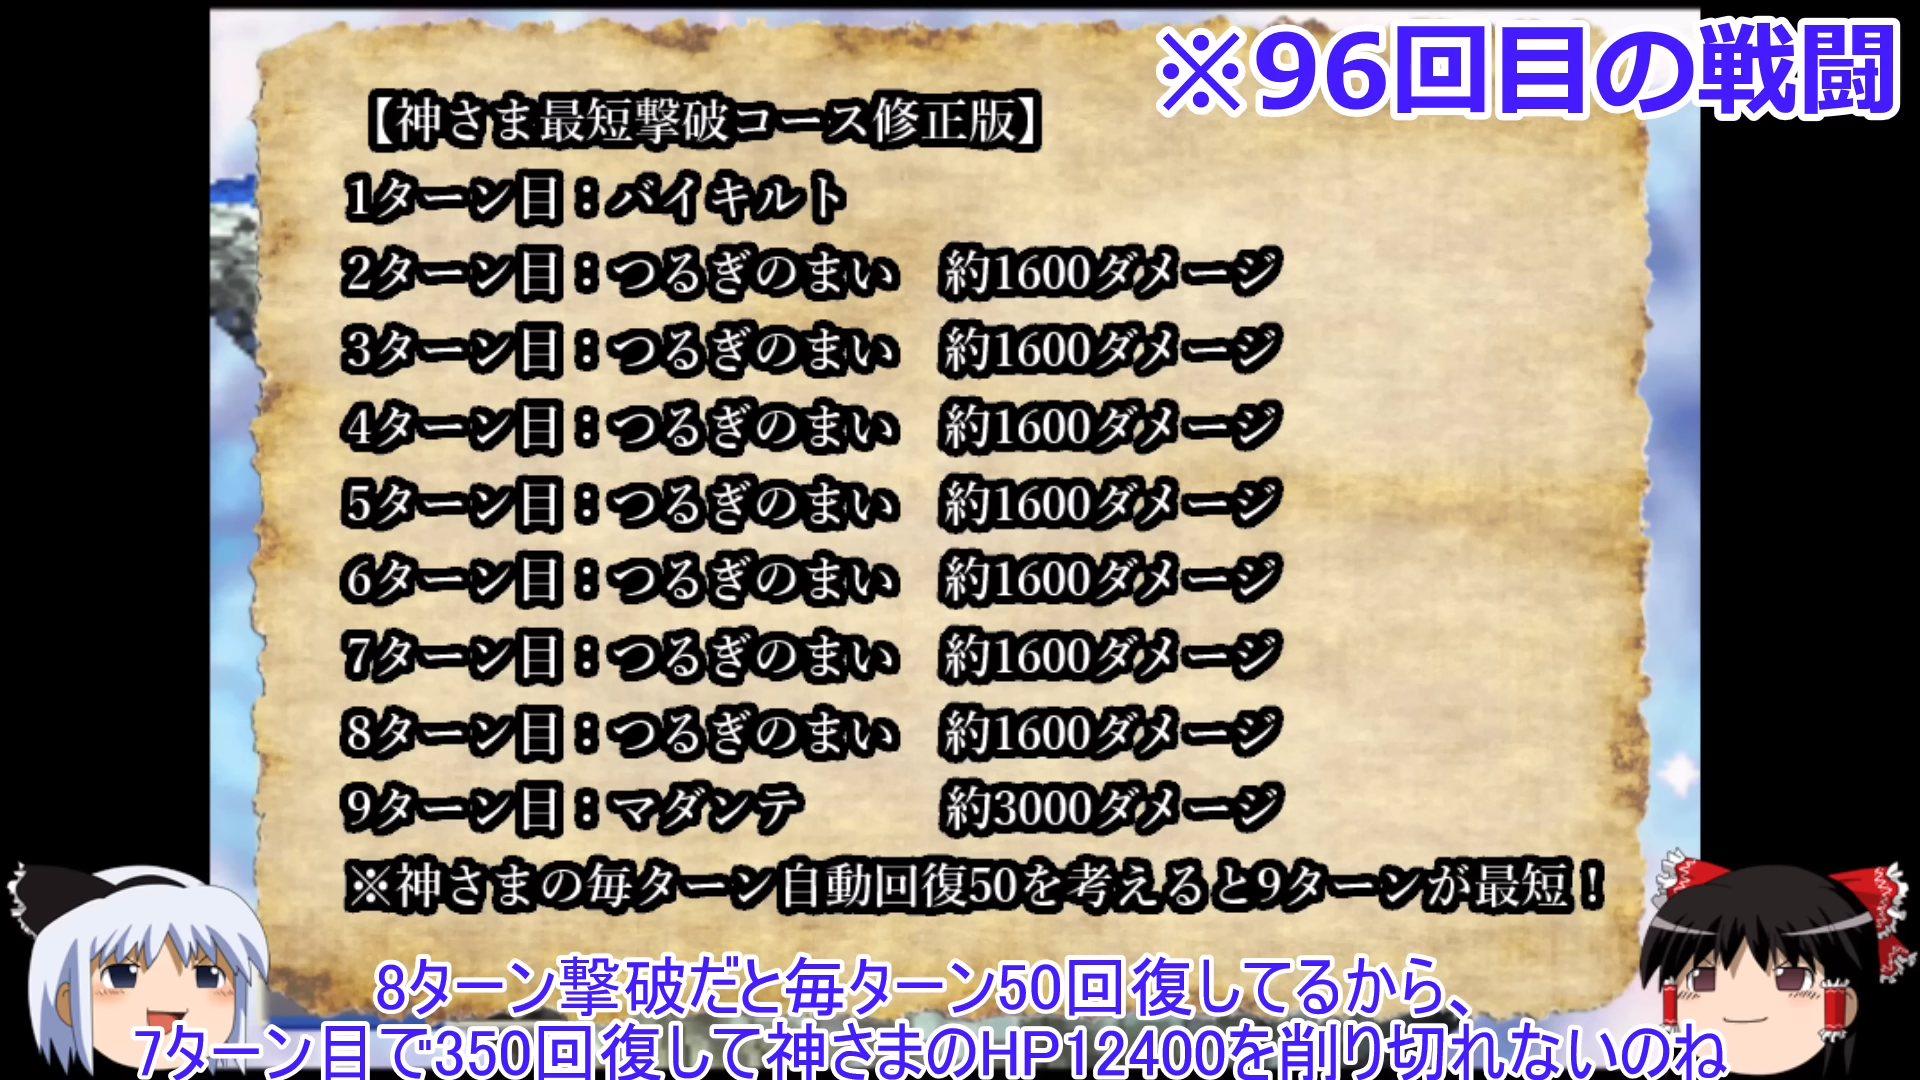 ※96回目の戦闘
【神さま最短撃破コース修正版】
1ターン目：バイキルト
2ターン目：つるぎのまい　約1600ダメージ
3ターン目：つるぎのまい　約1600ダメージ
4ターン目：つるぎのまい　約1600ダメージ
5ターン目：つるぎのまい　約1600ダメージ
6ターン目：つるぎのまい　約1600ダメージ
7ターン目：つるぎのまい　約1600ダメージ
8ターン目：つるぎのまい　約1600ダメージ
9ターン目：マダンテ　　　約3000ダメージ
※神さまの毎ターン自動回復50を考えると9ターンが最短！
8ターン撃破だと毎ターン50回復してるから、
7ターン目で350回復して神さまのHP12400を削り切れないのね